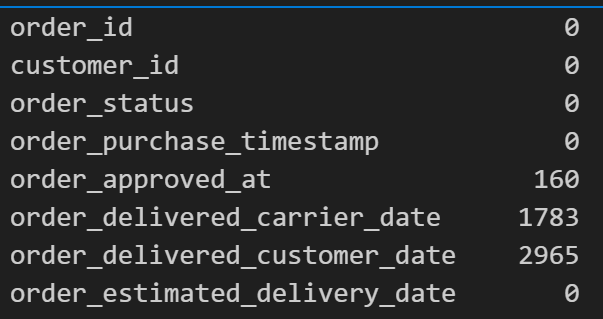 order_id 0
customer_id 0
order_status 0
order_purchase_timestamp 0
order_approved_at 160
order_delivered_carrier_date 1783
order_delivered_customer_date 2965
order_estimated_delivery_date 0